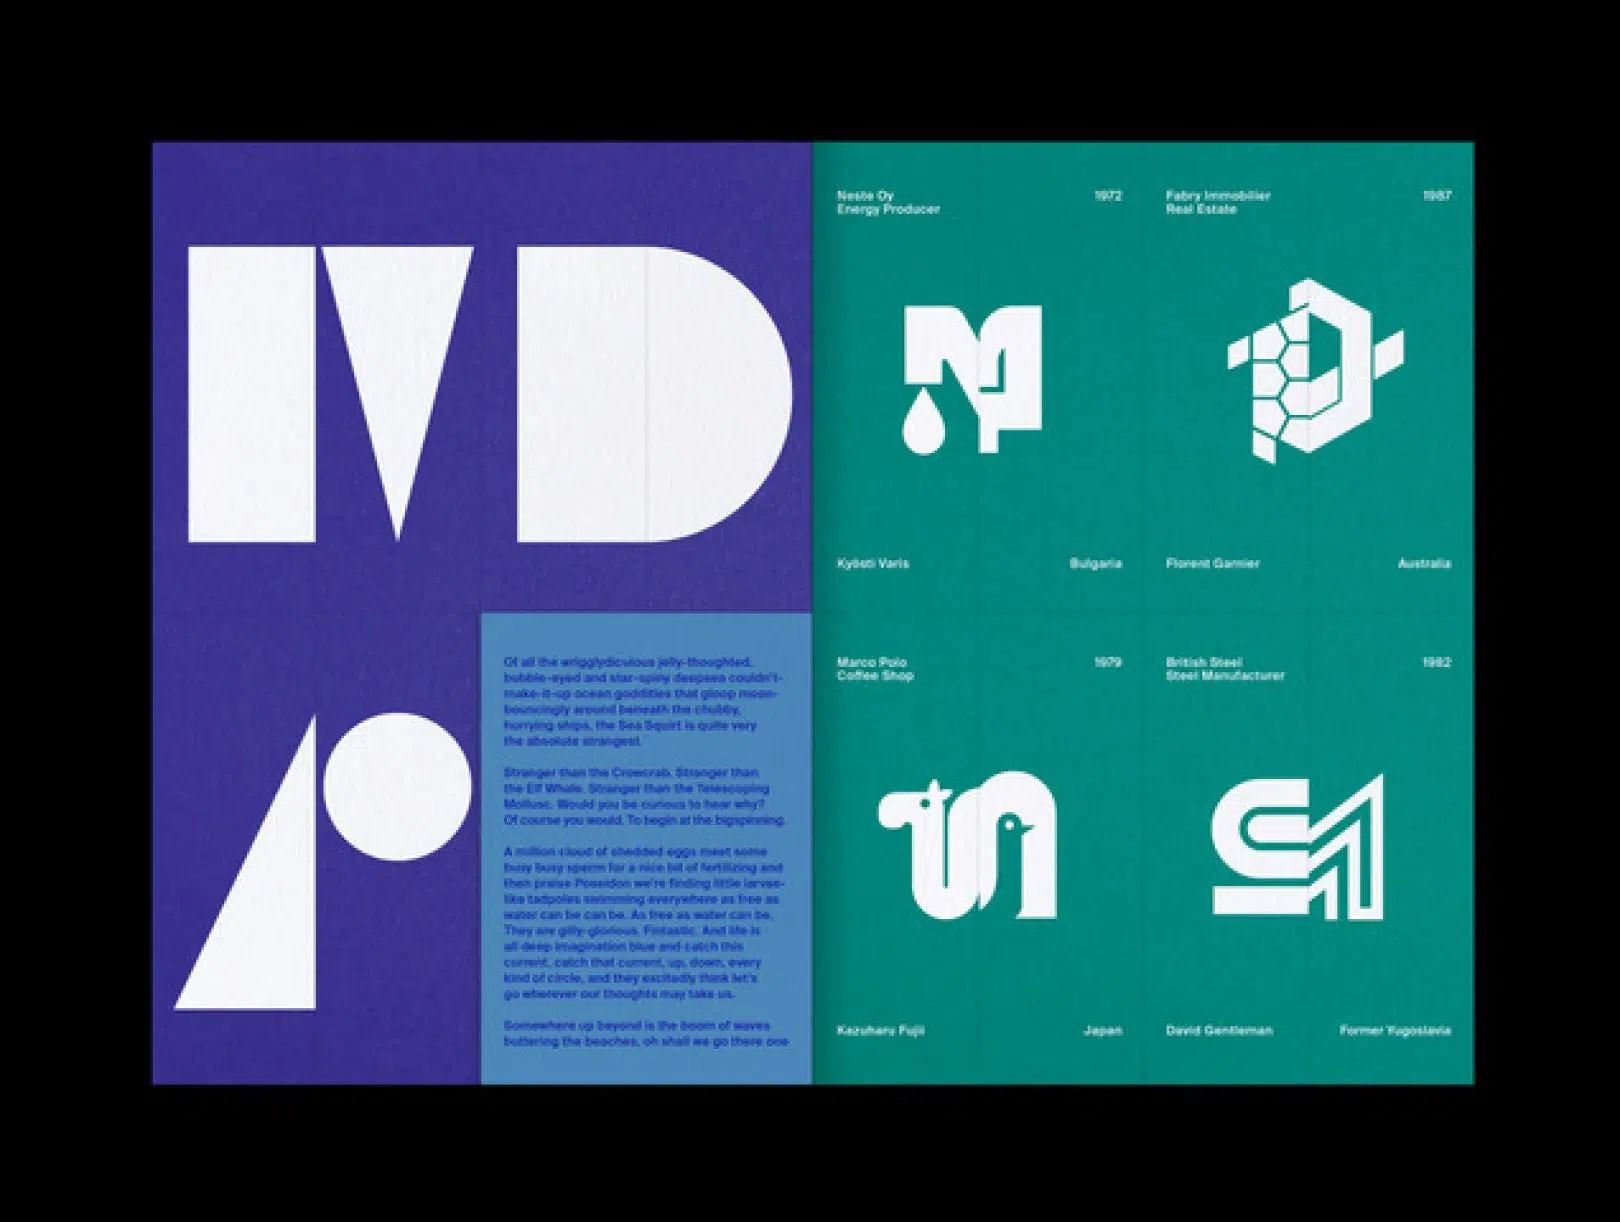 Of all the wrigglydiculous jelly-thoughted,
bubble-eyed and star-spiny deepsea couldn't-
make-it-up ocean goddities that gloop moon-
bouncingly around beneath the chubby,
hurrying ships, the Sea Squirt is quite very
the absolute strangest.
Stranger than the Crowcrab. Stranger than
the Elf Whale. Stranger than the Telescoping
Mollusc. Would you be curious to hear why?
Of course you would. To begin at the bigspinning.
A million cloud of shedded eggs meet some
busy busy sperm for a nice bit of fertilizing and
then praise Poseidon we're finding little larvae-
like tadpoles swimming everywhere as free as
water can be can be. As free as water can be.
They are gilly-glorious. Fintastic. And life is
all deep imagination blue and catch this
current, catch that current, up, down, every
kind of circle, and they excitedly think let's
go wherever our thoughts may take us.
Somewhere up beyond is the boom of waves
buttering the beaches, oh shall we go there one
Neste Oy
Energy Producer
1972
Kyösti Varis
Bulgaria
Fabry Immobilier
Real Estate
1987
Florent Garnier
Australia
Marco Polo
Coffee Shop
1979
Kazuharu Fujii
Japan
British Steel
Steel Manufacturer
1982
David Gentleman
Former Yugoslavia